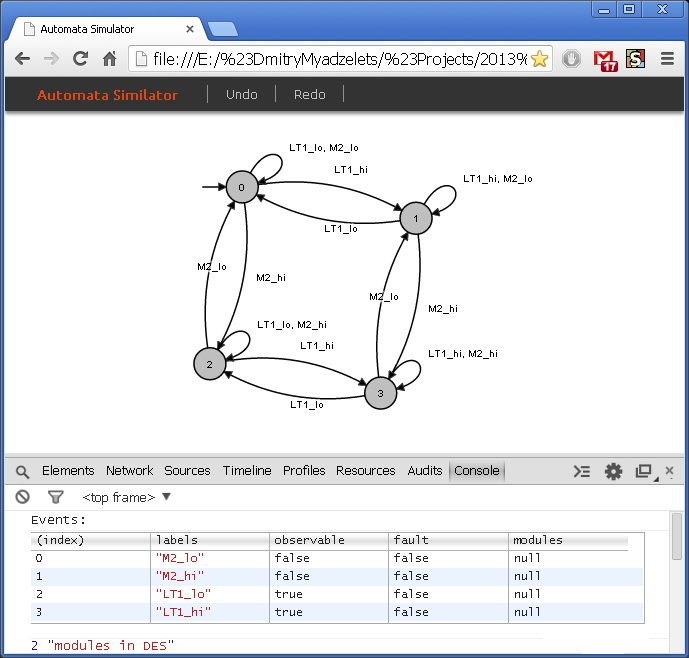 Automata Simulator
file:///E:/%23DmitryMyadzelets/%23Projects/2013%
17
S
Automata Similator
Undo
Redo
LT1_lo, M2_lo
LT1_hi
LT1_hi, M2_lo
0
1
LT1_lo
M2_lo
M2_hi
M2_lo
M2_hi
LT1_lo, M2_hi
LT1_hi
LT1_hi, M2_hi
2
3
LT1_lo
Elements Network Sources Timeline Profiles Resources Audits Console
<top frame>
Events:
(index) labels observable fault modules
0 "M2_lo" false false null
1 "M2_hi" false false null
2 "LT1_lo" true false null
3 "LT1_hi" true false null
2 "modules in DES"